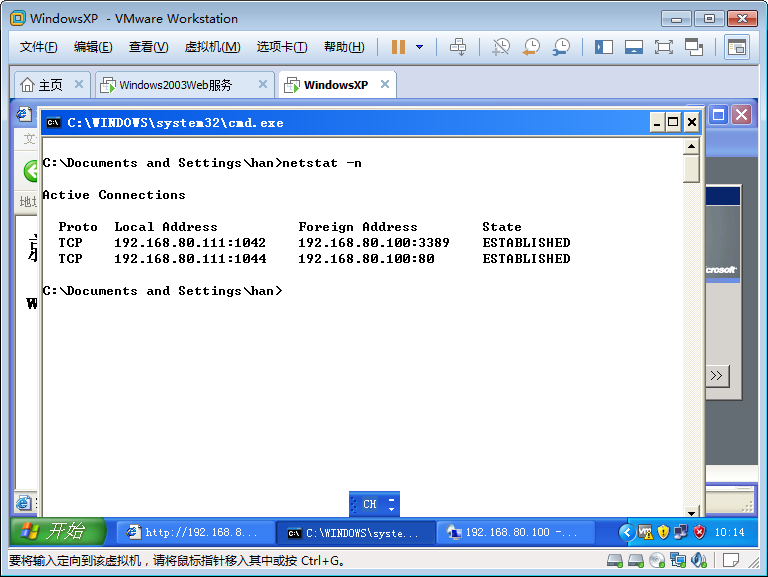 WindowsXP - VMware Workstation
文件(F) 编辑(E) 查看(V) 虚拟机(M) 选项卡(T) 帮助(H)
主页 Windows2003Web服务 WindowsXP
C:\WINDOWS\system32\cmd.exe
文
地址
C:\Documents and Settings\han>netstat -n
Active Connections
Proto Local Address Foreign Address State
TCP 192.168.80.111:1042 192.168.80.100:3389 ESTABLISHED
TCP 192.168.80.111:1044 192.168.80.100:80 ESTABLISHED
C:\Documents and Settings\han>
crosoft
w
>>
CH
开始 http://192.168.8... C:\WINDOWS\syste... 192.168.80.100 -... 10:14
要将输入定向到该虚拟机，请将鼠标指针移入其中或按 Ctrl+G。